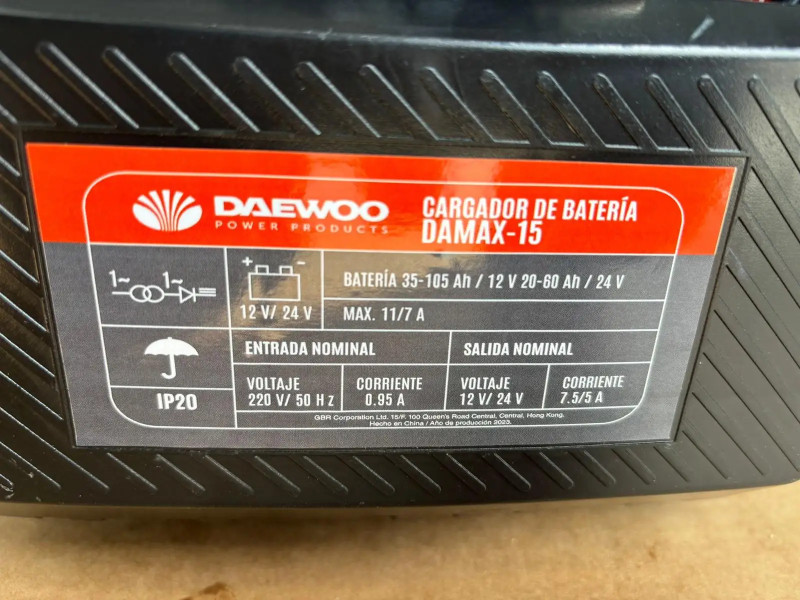 DAEWOO
POWER PRODUCTS
CARGADOR DE BATERÍA
DAMAX-15
1~ 1~
+ -
12 V/ 24 V
BATERÍA 35-105 Ah / 12 V 20-60 Ah / 24 V
MAX. 11/7 A
IP20
ENTRADA NOMINAL
SALIDA NOMINAL
VOLTAJE
220 V/ 50 Hz
CORRIENTE
0.95 A
VOLTAJE
12 V/ 24 V
CORRIENTE
7.5/5 A
GBR Corporation Ltd. 15/F. 100 Queen's Road Central, Central, Hong Kong.
Hecho en China / Año de producción 2023.